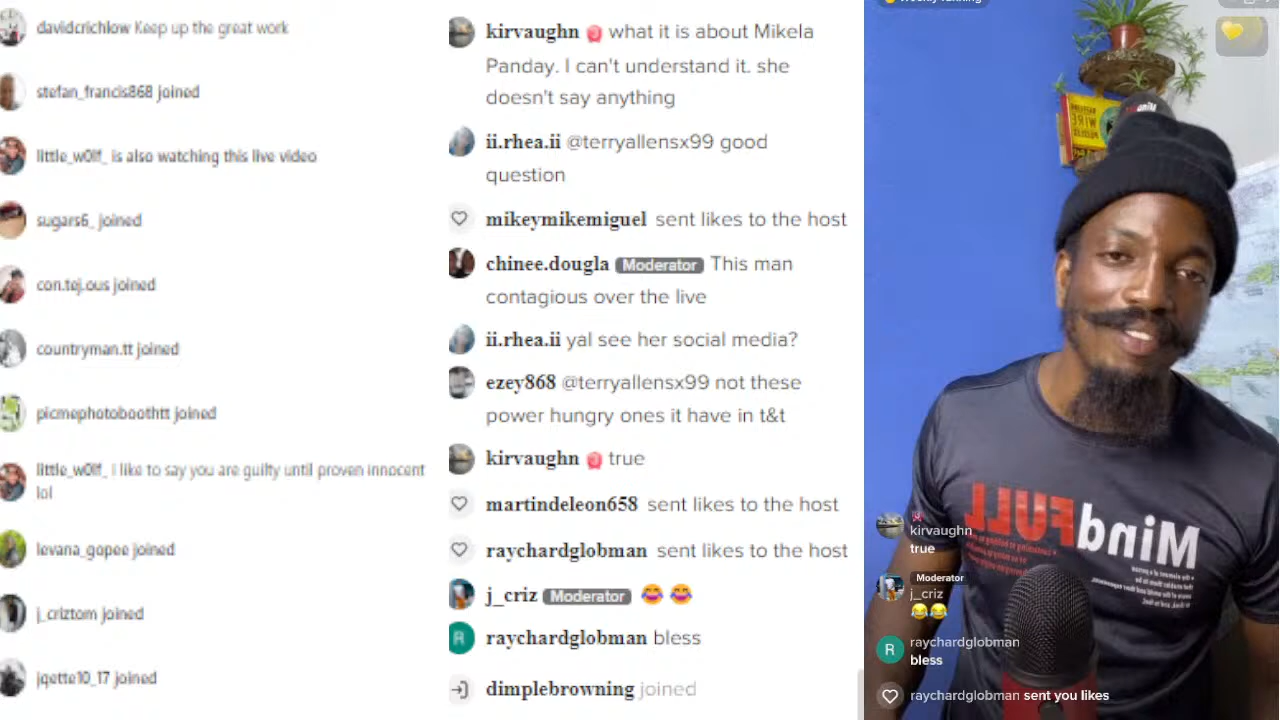 davidcrichlow Keep up the great work
stefan_francis868 joined
little_w0lf_ is also watching this live video
sugars6_ joined
con.tej.ous joined
countryman.tt joined
picmephotoboothtt joined
little_w0lf_ I like to say you are guilty until proven innocent
lol
levana_gopee joined
j_criztom joined
jqette10_17 joined
kirvaughn what it is about Mikela
Panday. I can't understand it. she
doesn't say anything
ii.rhea.ii @terryallensx99 good
question
mikeymikemiguel sent likes to the host
chinee.dougla Moderator This man
contagious over the live
ii.rhea.ii yal see her social media?
ezey868 @terryallensx99 not these
power hungry ones it have in t&t
kirvaughn true
martindeleon658 sent likes to the host
raychardglobman sent likes to the host
j_criz Moderator 😂 😂
R raychardglobman bless
dimplebrowning joined
MindFULL
kirvaughn
true
Moderator
j_criz
😂😂
R raychardglobman
bless
raychardglobman sent you likes